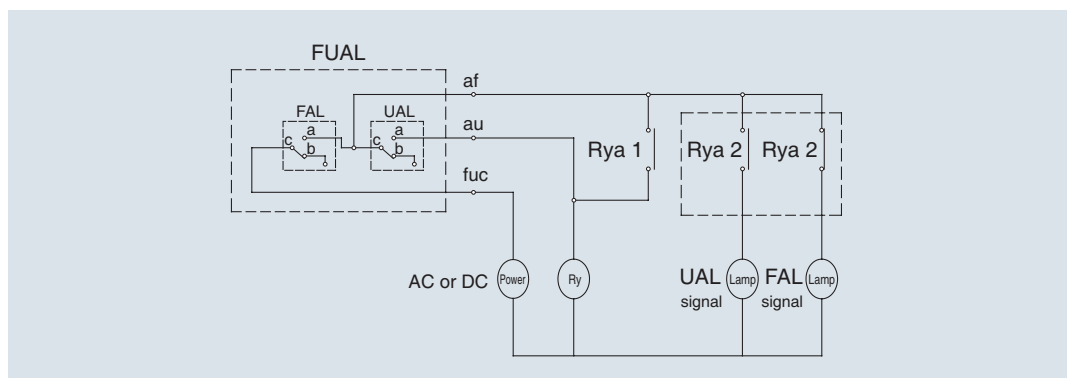 FUAL
af
FAL
UAL
a
a
au
c
b
c
b
Rya 1
Rya 2
Rya 2
fuc
AC or DC
Power
Ry
UAL
signal
Lamp
FAL
signal
Lamp